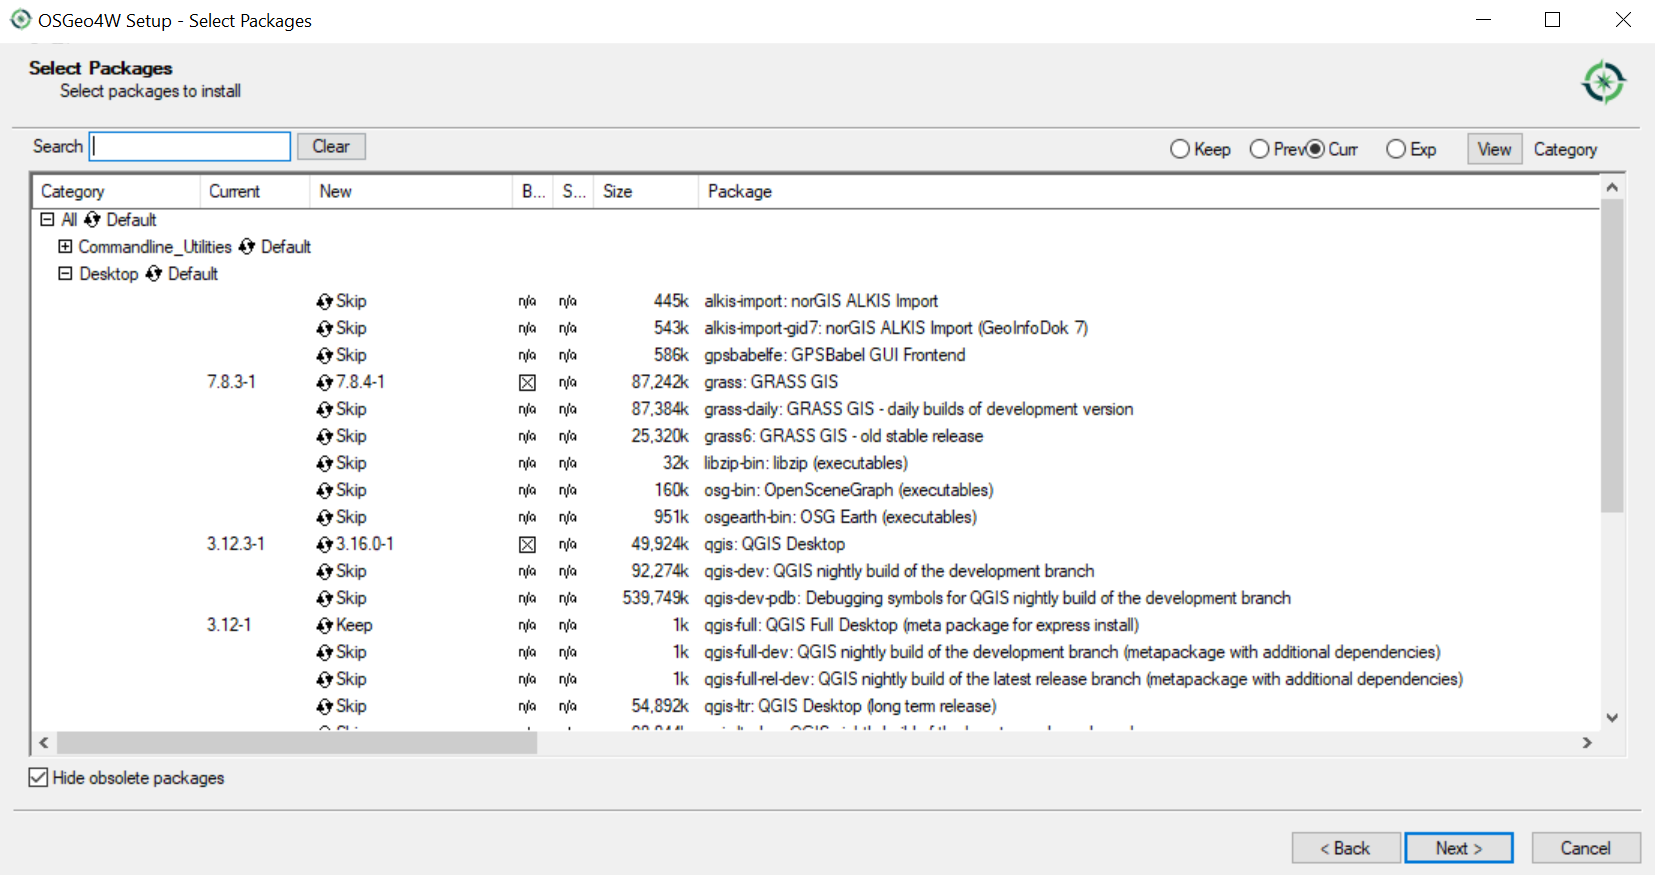 OSGeo4W Setup - Select Packages
Select Packages
Select packages to install
Search Clear Keep Prev Curr Exp View Category
Category Current New B... S... Size Package
All Default
Commandline_Utilities Default
Desktop Default
Skip n/a n/a 445k alkis-import: norGIS ALKIS Import
Skip n/a n/a 543k alkis-import-gid7: norGIS ALKIS Import (GeoInfoDok 7)
Skip n/a n/a 586k gpsbabelfe: GPSBabel GUI Frontend
7.8.3-1 7.8.4-1 n/a 87,242k grass: GRASS GIS
Skip n/a n/a 87,384k grass-daily: GRASS GIS - daily builds of development version
Skip n/a n/a 25,320k grass6: GRASS GIS - old stable release
Skip n/a n/a 32k libzip-bin: libzip (executables)
Skip n/a n/a 160k osg-bin: OpenSceneGraph (executables)
Skip n/a n/a 951k osgearth-bin: OSG Earth (executables)
3.12.3-1 3.16.0-1 n/a 49,924k qgis: QGIS Desktop
Skip n/a n/a 92,274k qgis-dev: QGIS nightly build of the development branch
Skip n/a n/a 539,749k qgis-dev-pdb: Debugging symbols for QGIS nightly build of the development branch
3.12-1 Keep n/a n/a 1k qgis-full: QGIS Full Desktop (meta package for express install)
Skip n/a n/a 1k qgis-full-dev: QGIS nightly build of the development branch (metapackage with additional dependencies)
Skip n/a n/a 1k qgis-full-rel-dev: QGIS nightly build of the latest release branch (metapackage with additional dependencies)
Skip n/a n/a 54,892k qgis-ltr: QGIS Desktop (long term release)
Hide obsolete packages
< Back Next > Cancel